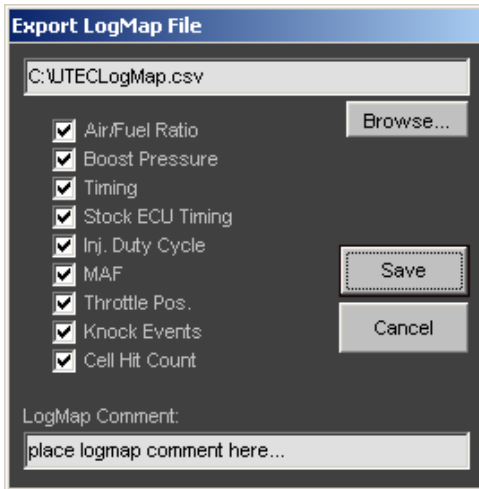 Export LogMap File
C:\UTECLogMap.csv
Browse...
Air/Fuel Ratio
Boost Pressure
Timing
Stock ECU Timing
Inj. Duty Cycle
MAF
Throttle Pos.
Knock Events
Cell Hit Count
Save
Cancel
LogMap Comment:
place logmap comment here...